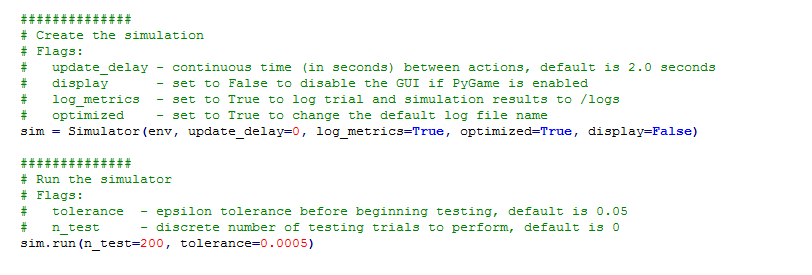 ##############
# Create the simulation
# Flags:
#   update_delay - continuous time (in seconds) between actions, default is 2.0 seconds
#   display      - set to False to disable the GUI if PyGame is enabled
#   log_metrics  - set to True to log trial and simulation results to /logs
#   optimized    - set to True to change the default log file name
sim = Simulator(env, update_delay=0, log_metrics=True, optimized=True, display=False)
##############
# Run the simulator
# Flags:
#   tolerance  - epsilon tolerance before beginning testing, default is 0.05
#   n_test     - discrete number of testing trials to perform, default is 0
sim.run(n_test=200, tolerance=0.0005)